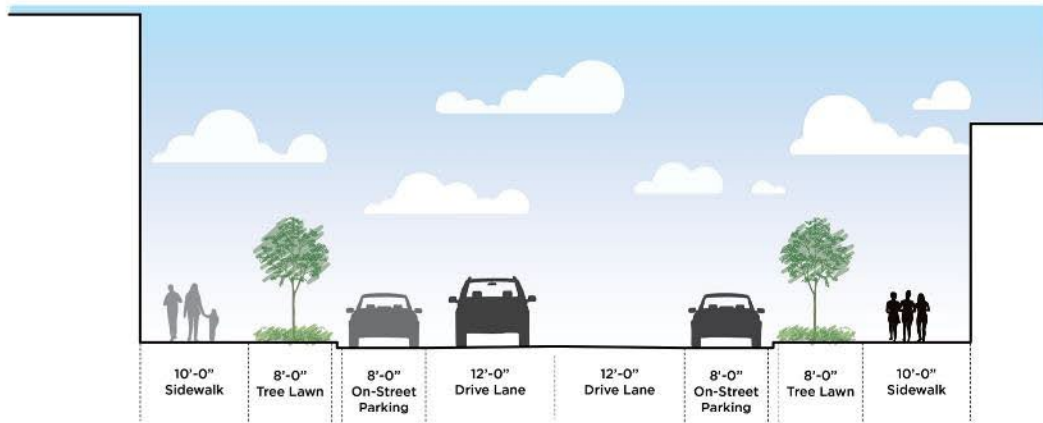 10'-0"
Sidewalk
8'-0"
Tree Lawn
8'-0"
On-Street
Parking
12'-0"
Drive Lane
12'-0"
Drive Lane
8'-0"
On-Street
Parking
8'-0"
Tree Lawn
10'-0"
Sidewalk